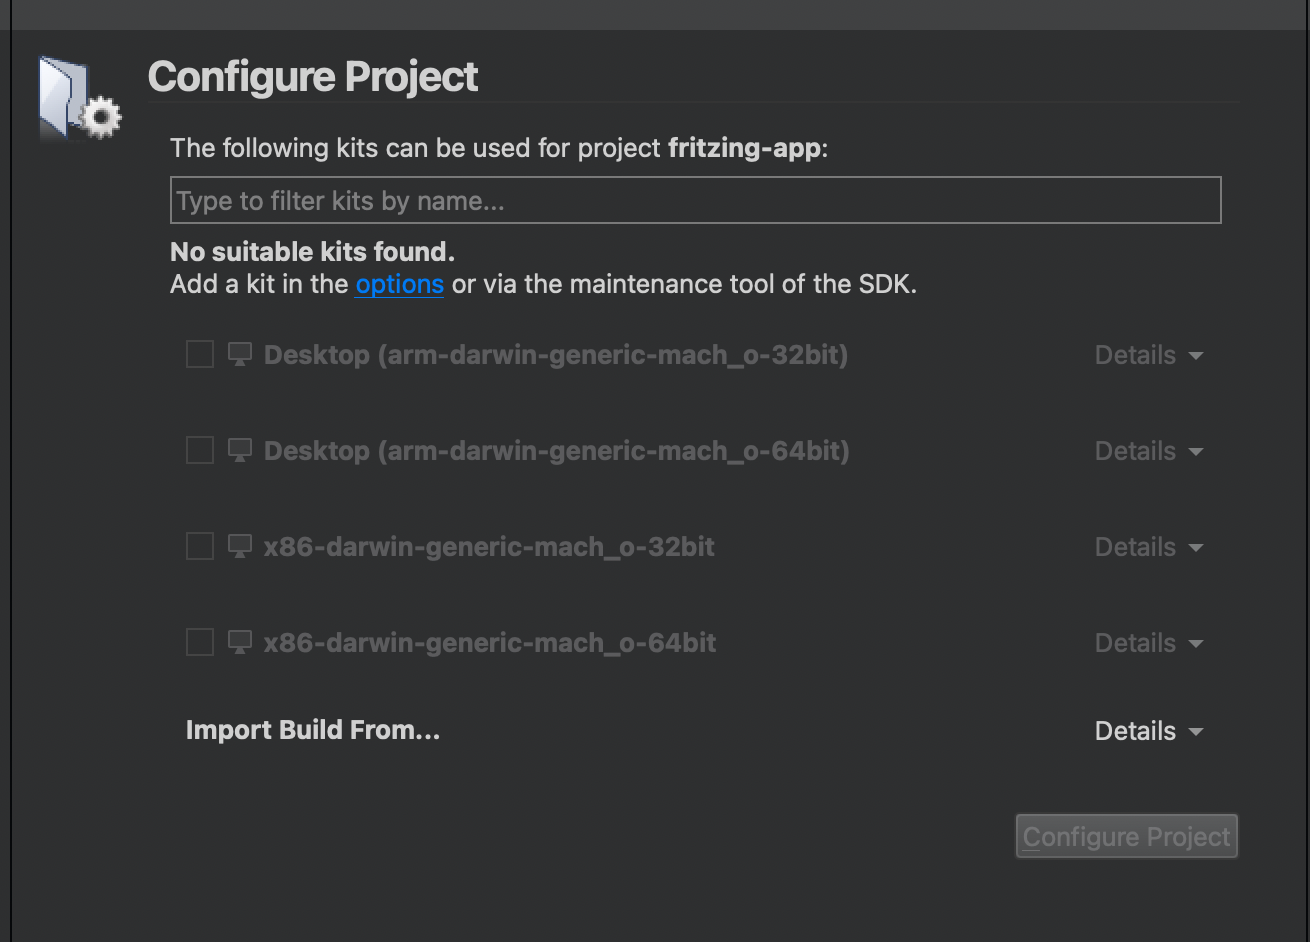 Configure Project
The following kits can be used for project fritzing-app:
Type to filter kits by name...
No suitable kits found.
Add a kit in the options or via the maintenance tool of the SDK.
Desktop (arm-darwin-generic-mach_o-32bit) Details
Desktop (arm-darwin-generic-mach_o-64bit) Details
x86-darwin-generic-mach_o-32bit Details
x86-darwin-generic-mach_o-64bit Details
Import Build From... Details
Configure Project